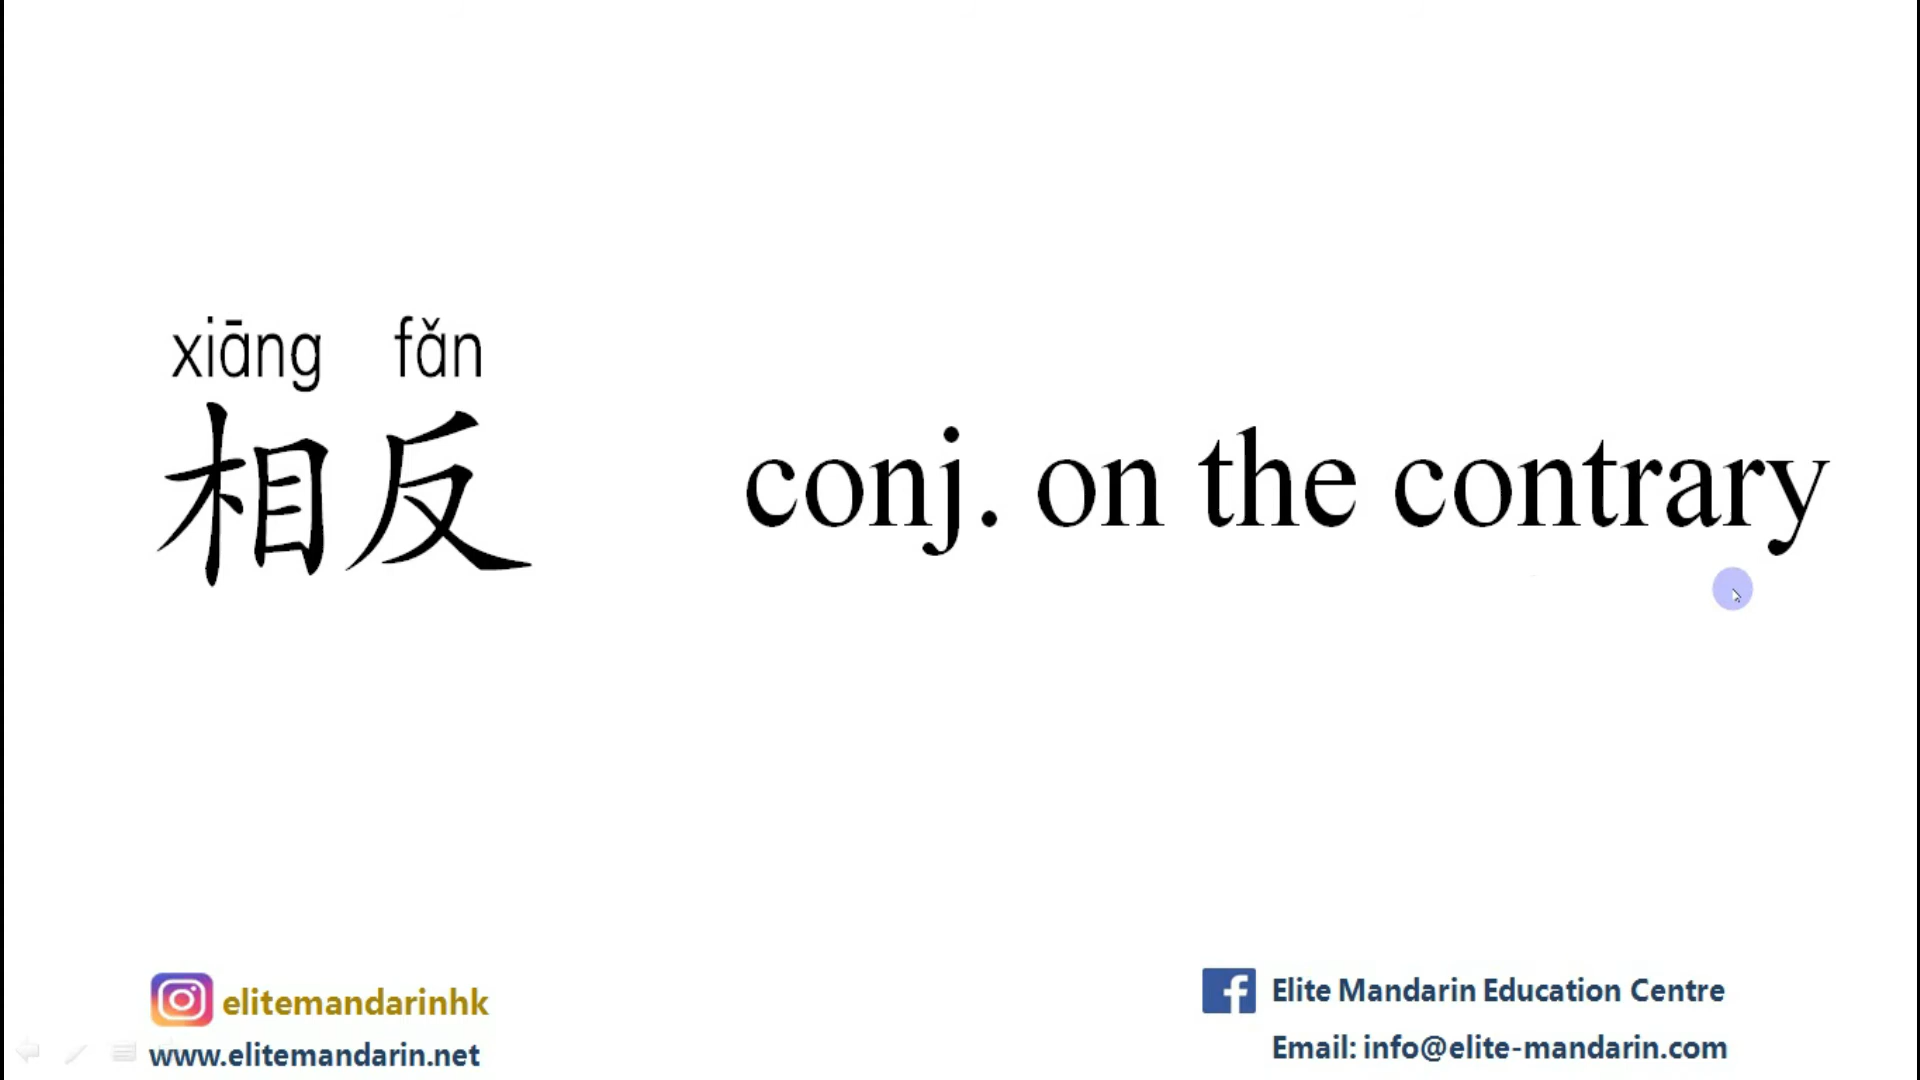 xiāng fǎn
相反
conj. on the contrary
elitemandarinhk
www.elitemandarin.net
Elite Mandarin Education Centre
Email: info@elite-mandarin.com